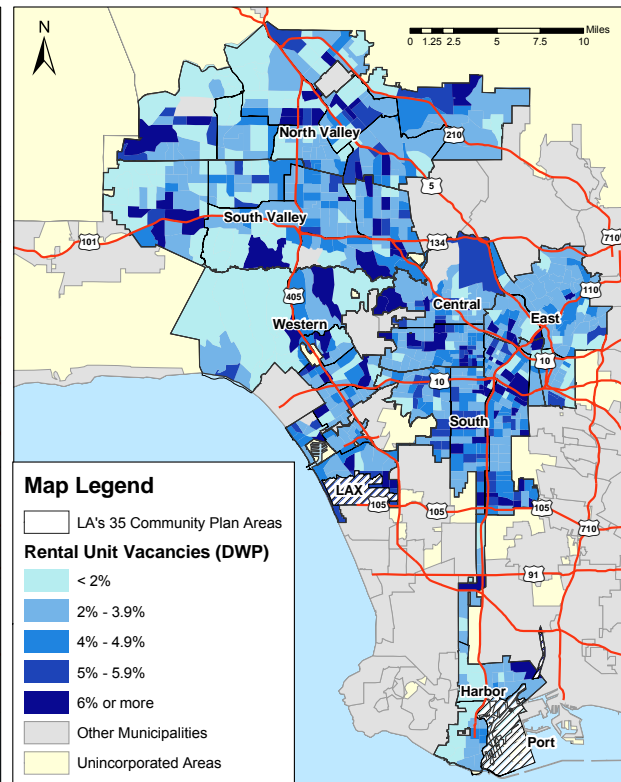 N
Miles
0 1.25 2.5 5 7.5 10
North Valley
210
5
South Valley
101
134
710
405
110
Central
East
Western
10
10
South
LAX
105
105
105
710
91
Harbor
Port
Map Legend
LA's 35 Community Plan Areas
Rental Unit Vacancies (DWP)
< 2%
2% - 3.9%
4% - 4.9%
5% - 5.9%
6% or more
Other Municipalities
Unincorporated Areas